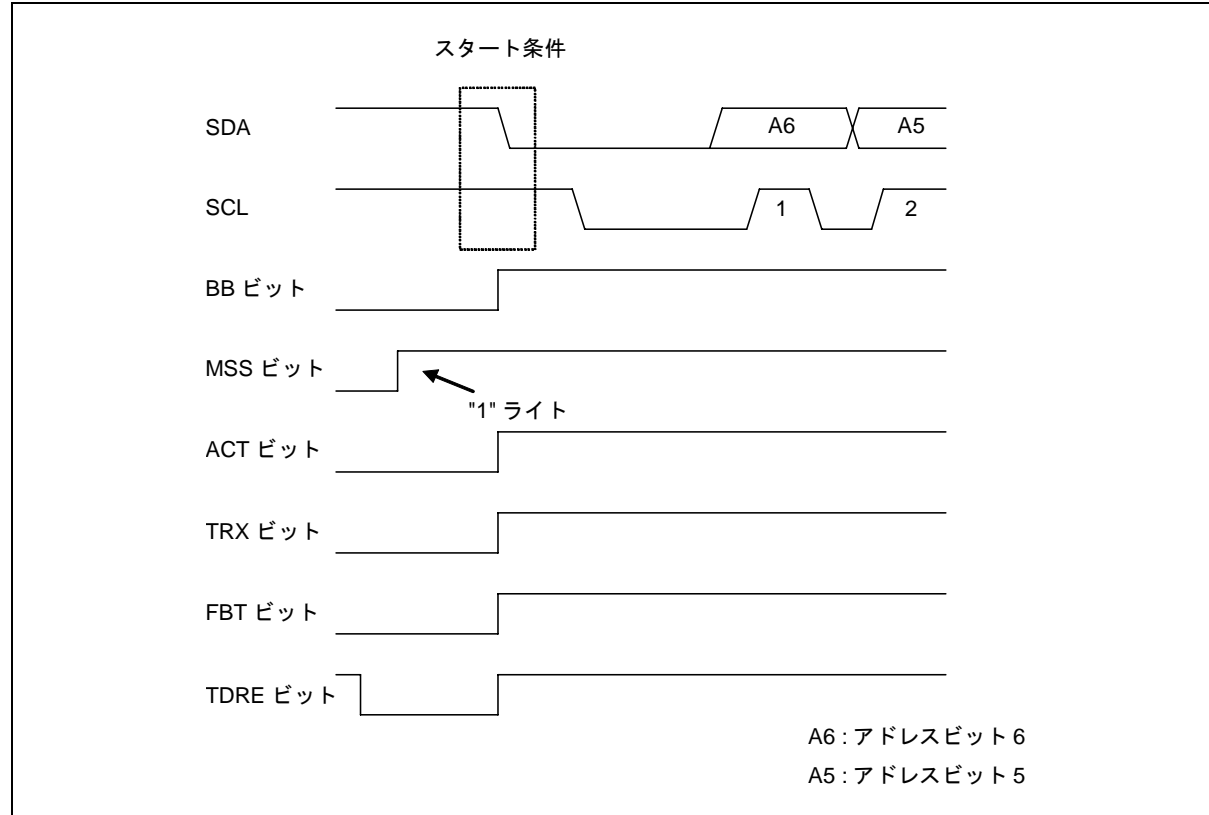 スタート条件
SDA
A6
A5
SCL
1
2
BB ビット
MSS ビット
"1" ライト
ACT ビット
TRX ビット
FBT ビット
TDRE ビット
A6 : アドレスビット 6
A5 : アドレスビット 5